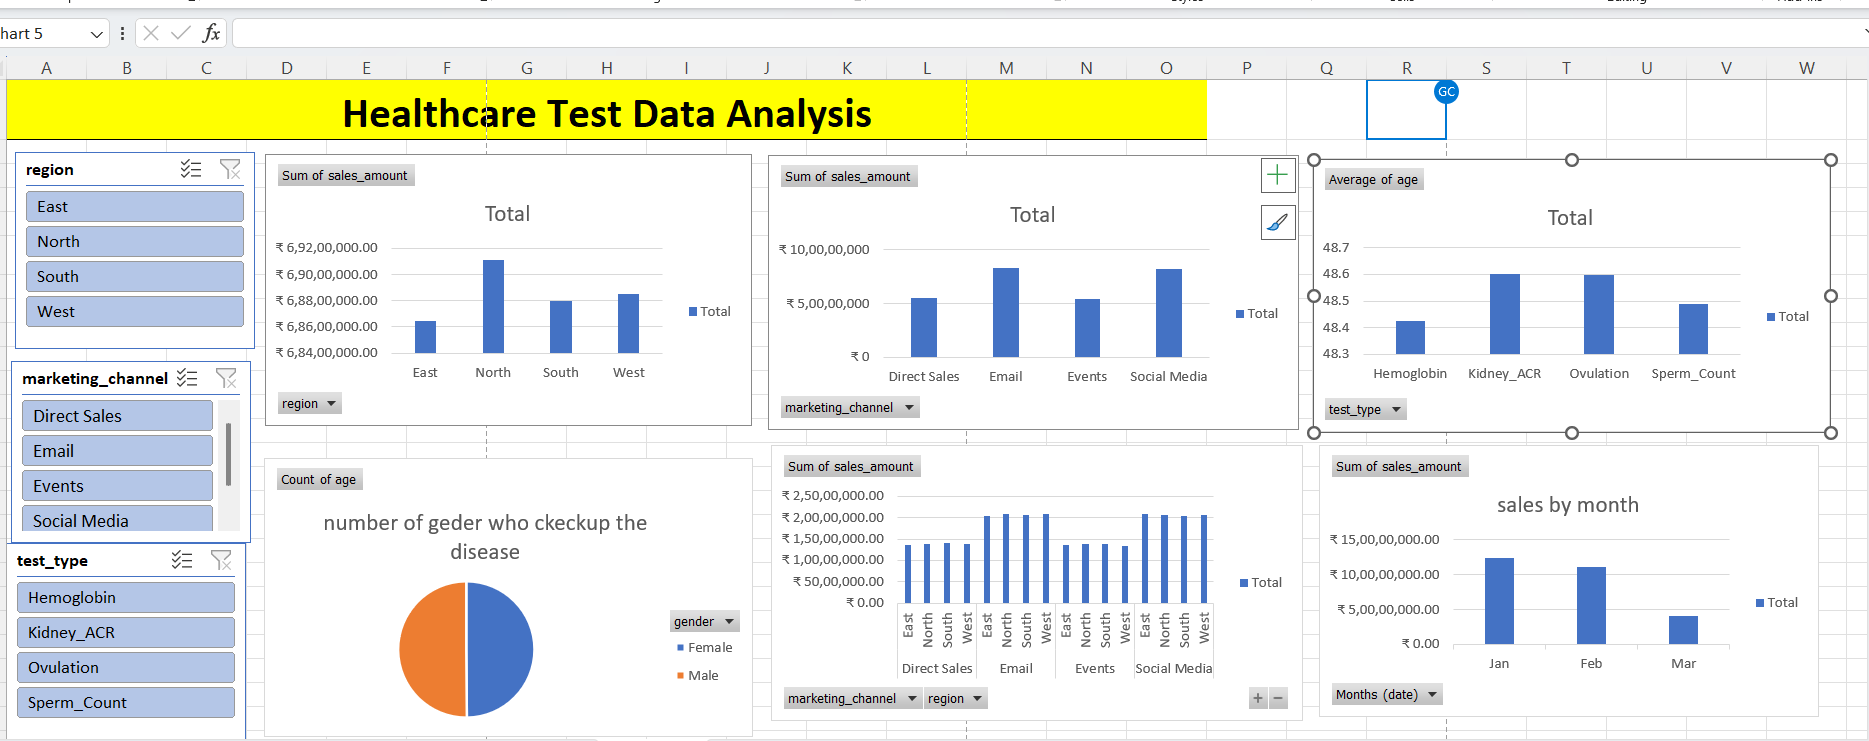 hart 5
fx
A B C D E F G H I J K L M N O P Q R S T U V W
Healthcare Test Data Analysis
GC
region
East
North
South
West
marketing_channel
Direct Sales
Email
Events
Social Media
test_type
Hemoglobin
Kidney_ACR
Ovulation
Sperm_Count
Sum of sales_amount
Total
₹ 6,92,00,000.00
₹ 6,90,00,000.00
₹ 6,88,00,000.00
₹ 6,86,00,000.00
₹ 6,84,00,000.00
East North South West
Total
region
Sum of sales_amount
Total
₹ 10,00,00,000
₹ 5,00,00,000
₹ 0
Direct Sales Email Events Social Media
Total
marketing_channel
Average of age
Total
48.7
48.6
48.5
48.4
48.3
Hemoglobin Kidney_ACR Ovulation Sperm_Count
Total
test_type
Count of age
number of geder who ckeckup the
disease
gender
Female
Male
Sum of sales_amount
₹ 2,50,00,000.00
₹ 2,00,00,000.00
₹ 1,50,00,000.00
₹ 1,00,00,000.00
₹ 50,00,000.00
₹ 0.00
East North South West East North South West East North South West East North South West
Direct Sales Email Events Social Media
Total
marketing_channel region
Sum of sales_amount
sales by month
₹ 15,00,00,000.00
₹ 10,00,00,000.00
₹ 5,00,00,000.00
₹ 0.00
Jan Feb Mar
Total
Months (date)